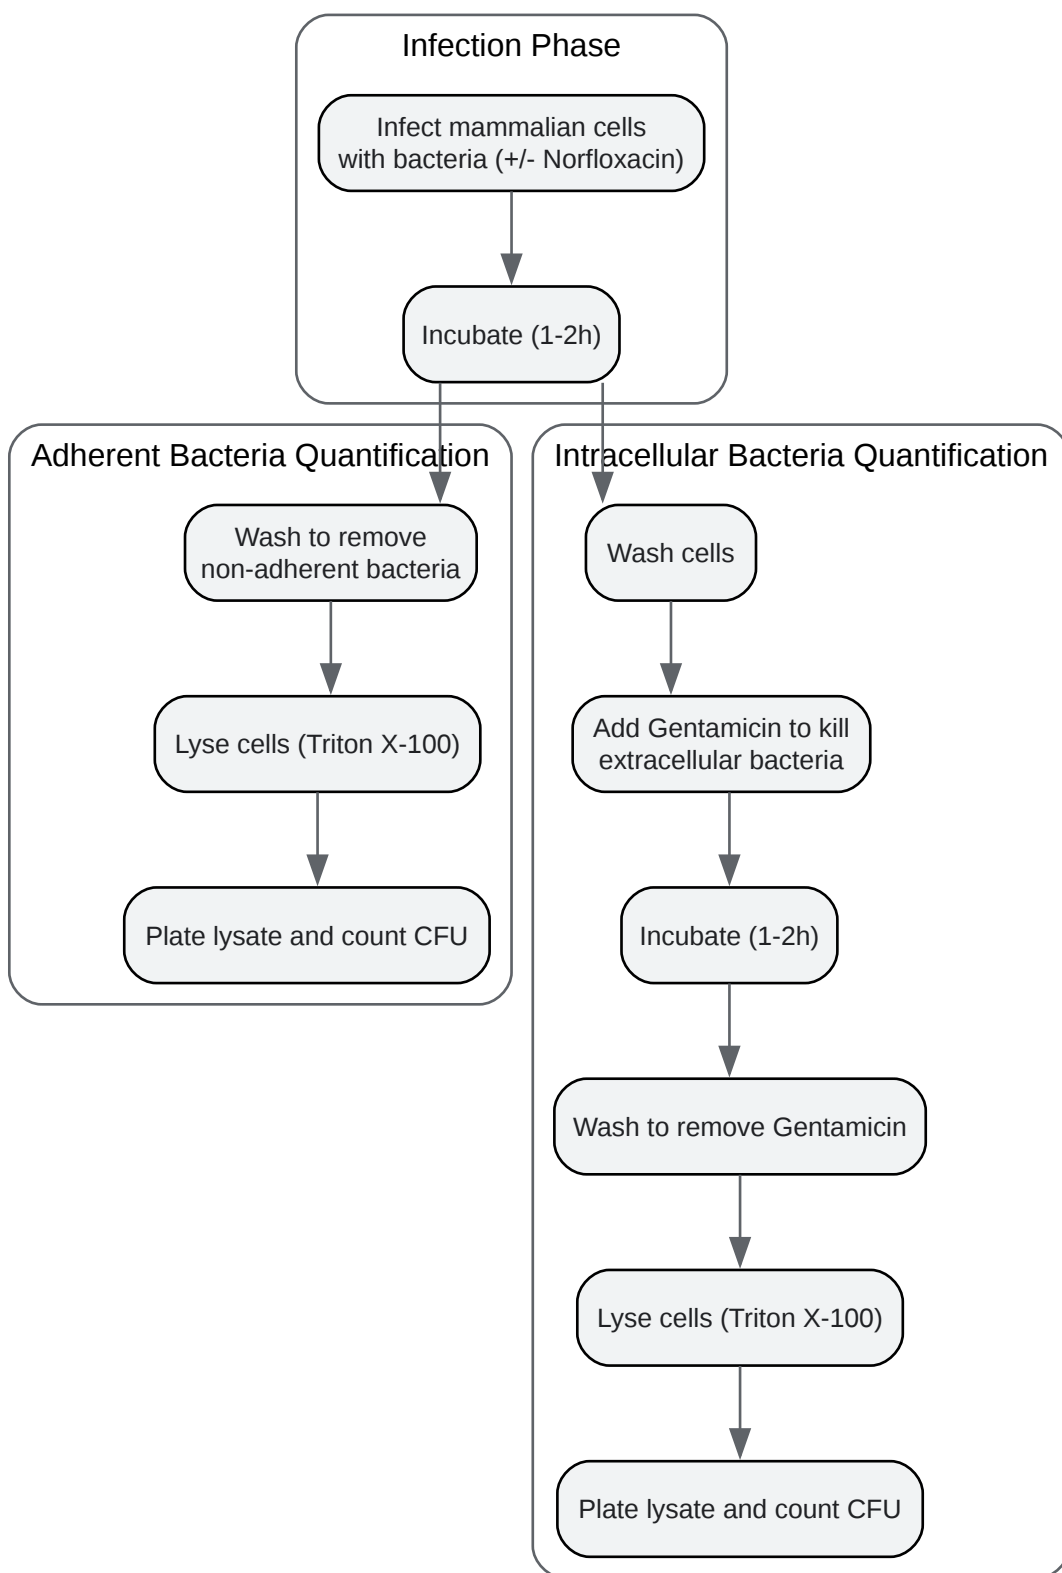 Infection Phase
Infect mammalian cells
with bacteria (+/- Norfloxacin)
Incubate (1-2h)
Adherent Bacteria Quantification
Wash to remove
non-adherent bacteria
Lyse cells (Triton X-100)
Plate lysate and count CFU
Intracellular Bacteria Quantification
Wash cells
Add Gentamicin to kill
extracellular bacteria
Incubate (1-2h)
Wash to remove Gentamicin
Lyse cells (Triton X-100)
Plate lysate and count CFU